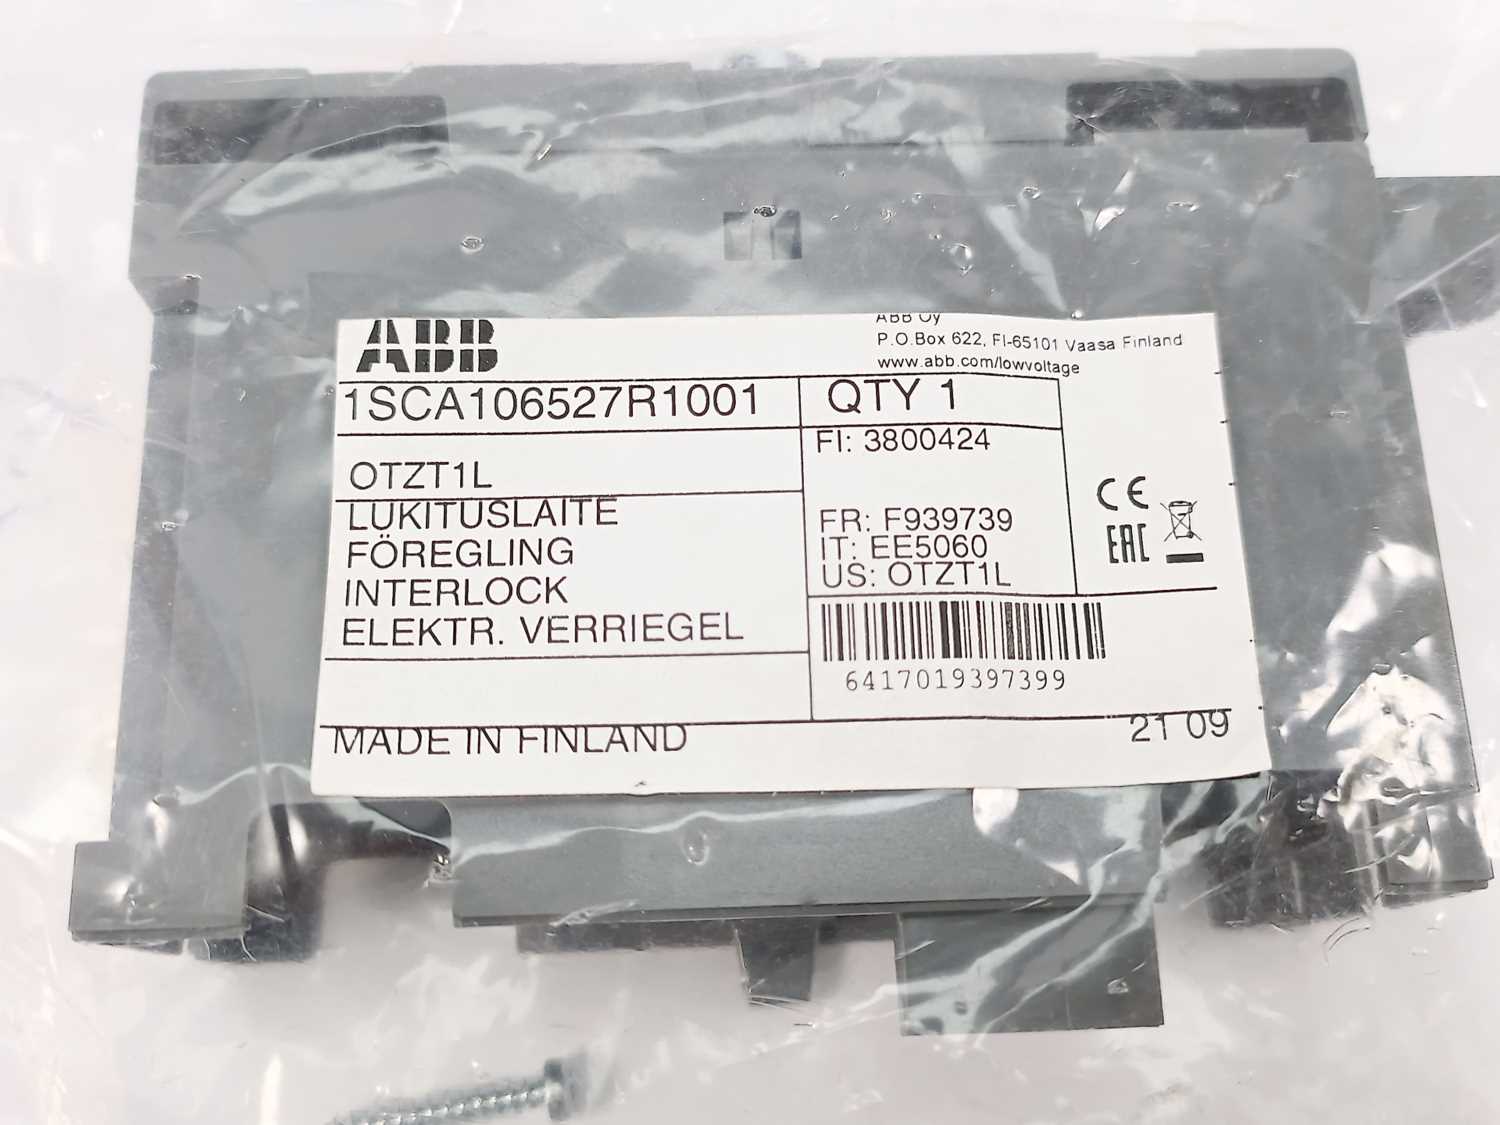 ABB
ABB Oy
P.O.Box 622, FI-65101 Vaasa Finland
www.abb.com/lowvoltage
1SCA106527R1001
QTY 1
OTZT1L
LUKITUSLAITE
FÖREGLING
INTERLOCK
ELEKTR. VERRIEGEL
FI: 3800424
FR: F939739
IT: EE5060
US: OTZT1L
CE
EAC
6417019397399
MADE IN FINLAND
21 09